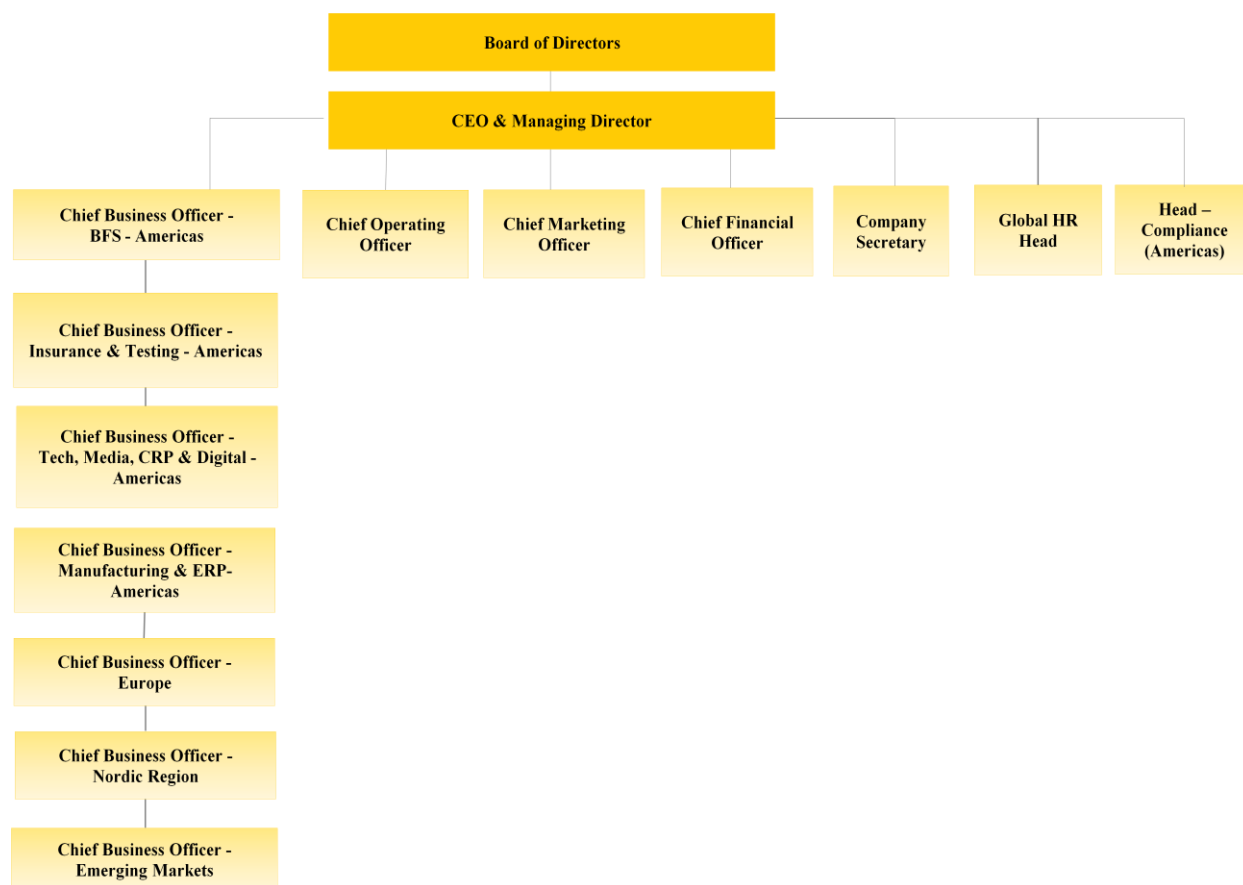 Board of Directors
CEO & Managing Director
Chief Business Officer -
BFS - Americas
Chief Operating
Officer
Chief Marketing
Officer
Chief Financial
Officer
Company
Secretary
Global HR
Head
Head –
Compliance
(Americas)
Chief Business Officer -
Insurance & Testing - Americas
Chief Business Officer -
Tech, Media, CRP & Digital -
Americas
Chief Business Officer -
Manufacturing & ERP-
Americas
Chief Business Officer -
Europe
Chief Business Officer -
Nordic Region
Chief Business Officer -
Emerging Markets